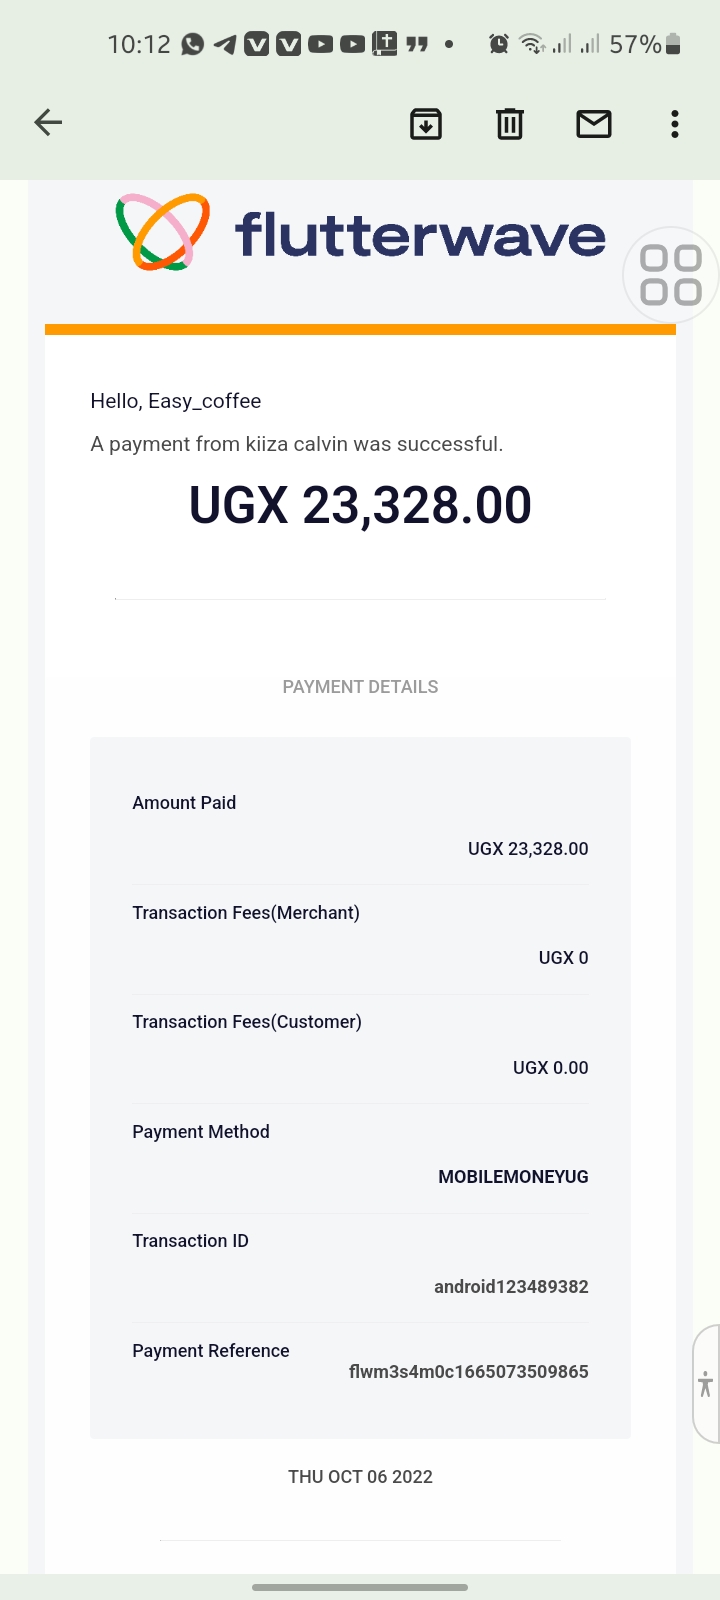 10:12
57%
flutterwave
Hello, Easy_coffee
A payment from kiiza calvin was successful.
UGX 23,328.00
PAYMENT DETAILS
Amount Paid
UGX 23,328.00
Transaction Fees(Merchant)
UGX 0
Transaction Fees(Customer)
UGX 0.00
Payment Method
MOBILEMONEYUG
Transaction ID
android123489382
Payment Reference
flwm3s4m0c1665073509865
THU OCT 06 2022